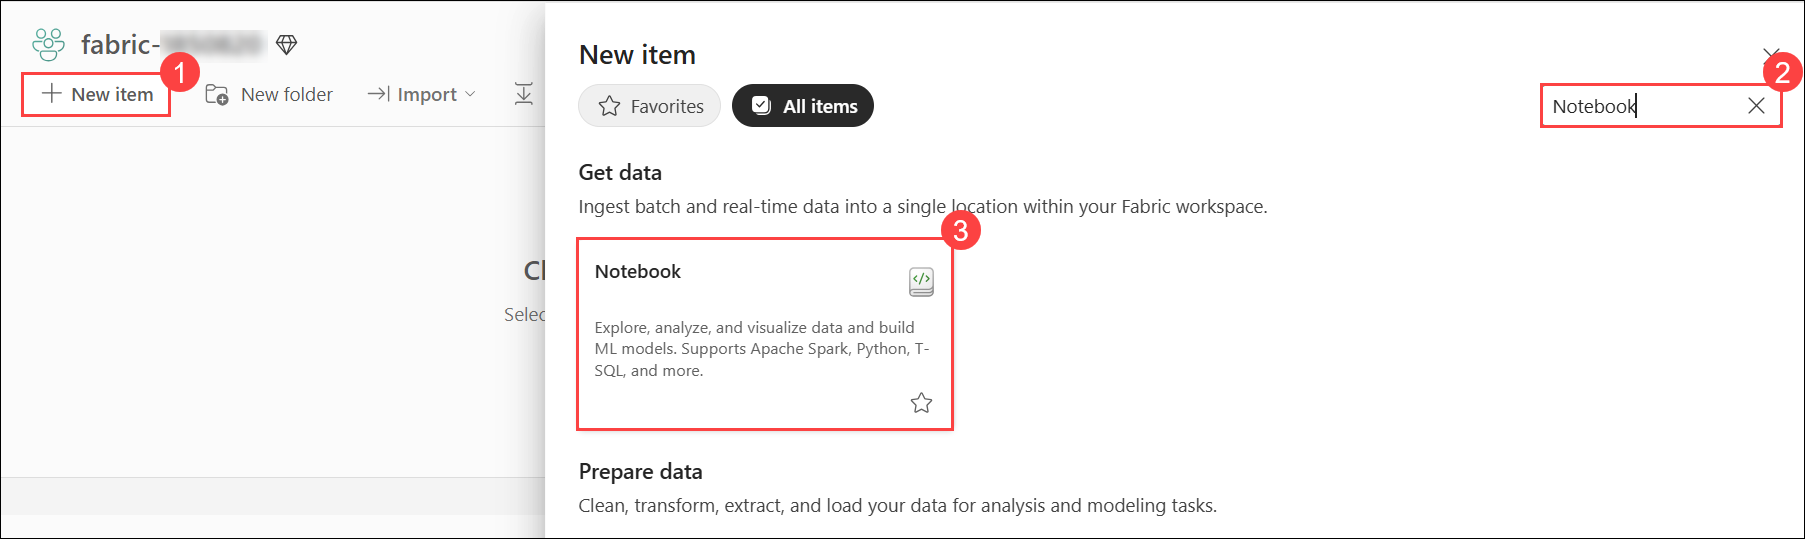 fabric-
1
New item
New folder
Import
Selec
New item
2
Favorites
All items
Notebook
Get data
Ingest batch and real-time data into a single location within your Fabric workspace.
3
Notebook
</>
Explore, analyze, and visualize data and build
ML models. Supports Apache Spark, Python, T-
SQL, and more.
Prepare data
Clean, transform, extract, and load your data for analysis and modeling tasks.